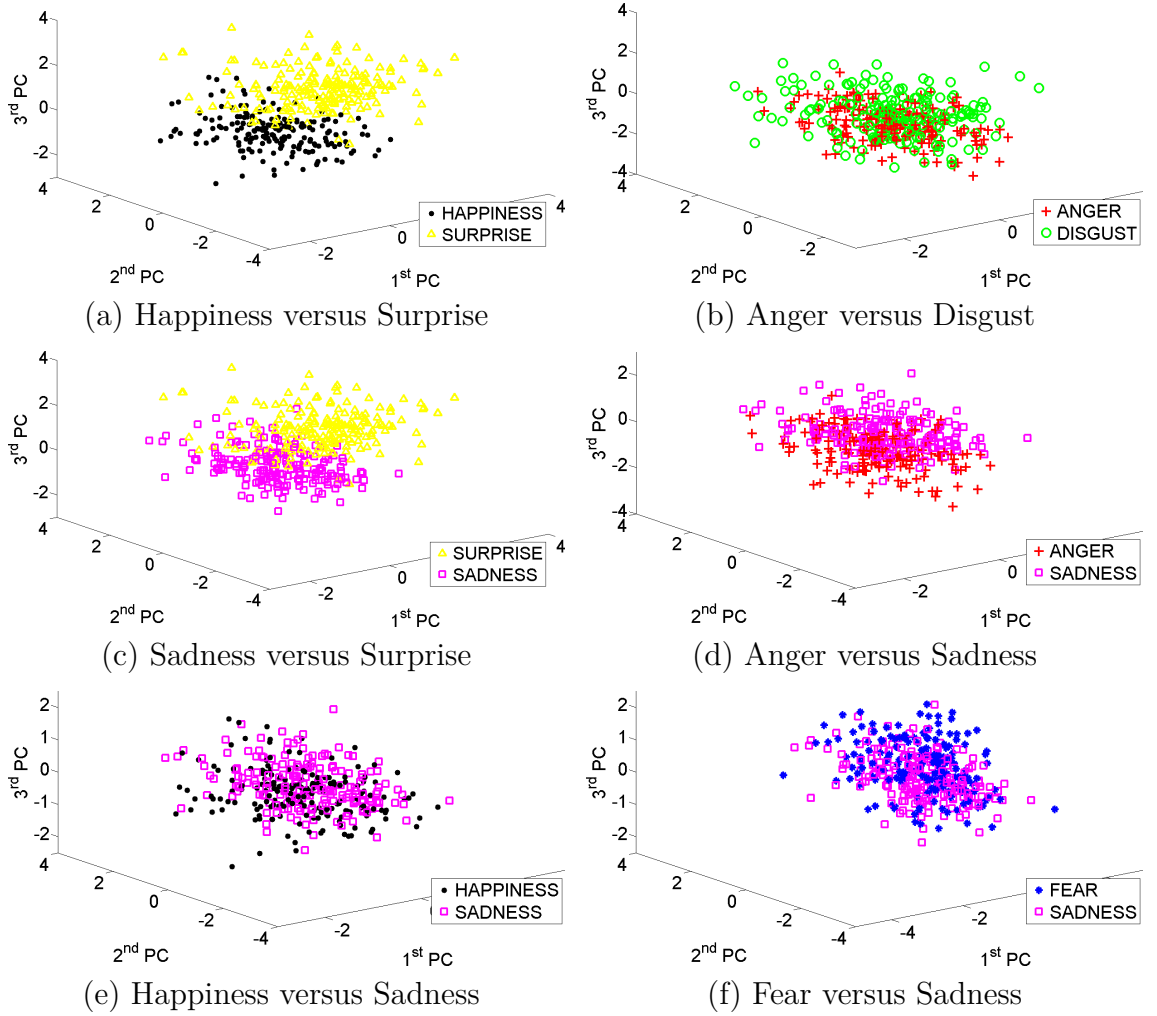 4
2
0
-2
3rd PC
4
2
0
-2
-4
2nd PC
-2
0
4
1st PC
HAPPINESS
SURPRISE
(a) Happiness versus Surprise
4
2
0
-2
-4
3rd PC
4
2
0
-2
2nd PC
-2
0
1st PC
ANGER
DISGUST
(b) Anger versus Disgust
4
2
0
-2
3rd PC
4
2
0
-2
-4
2nd PC
-2
0
4
1st PC
SURPRISE
SADNESS
(c) Sadness versus Surprise
2
0
-2
-4
3rd PC
4
2
0
-2
-4
2nd PC
-2
0
1st PC
ANGER
SADNESS
(d) Anger versus Sadness
2
1
0
-1
-2
3rd PC
4
2
0
-2
-4
2nd PC
-2
1st PC
HAPPINESS
SADNESS
(e) Happiness versus Sadness
2
1
0
-1
-2
3rd PC
4
2
0
-2
-4
2nd PC
-4
-2
1st PC
FEAR
SADNESS
(f) Fear versus Sadness